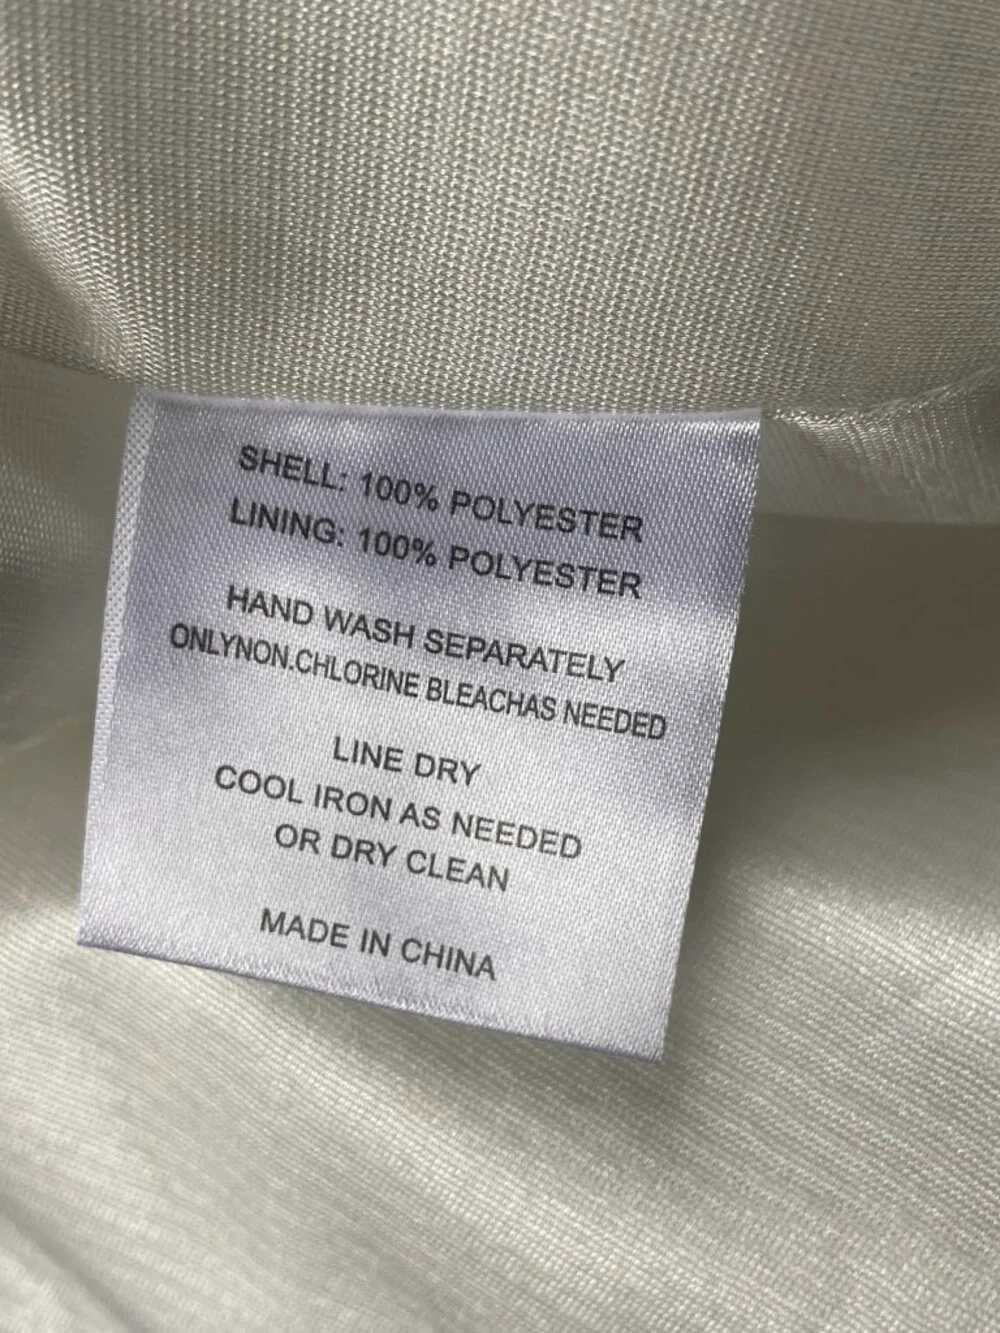 SHELL: 100% POLYESTER
LINING: 100% POLYESTER
HAND WASH SEPARATELY
ONLYNON.CHLORINE BLEACHAS NEEDED
LINE DRY
COOL IRON AS NEEDED
OR DRY CLEAN
MADE IN CHINA